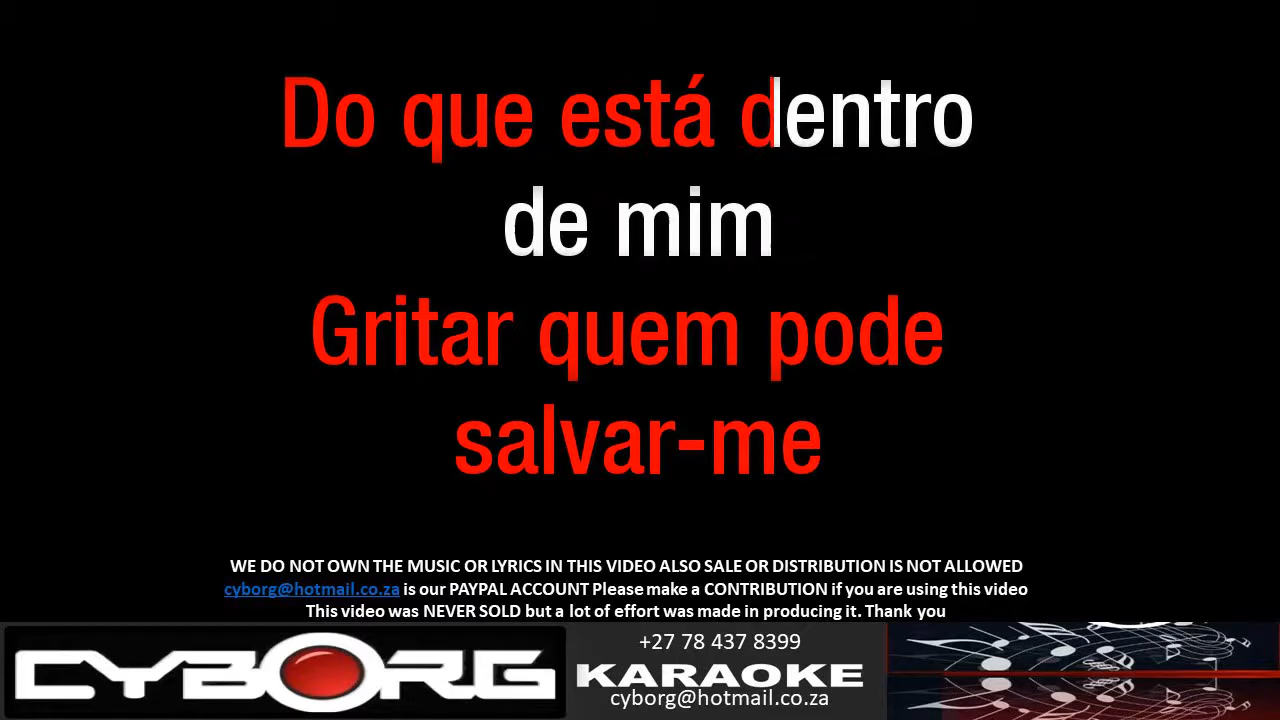 Do que está dentro
de mim
Gritar quem pode
salvar-me
WE DO NOT OWN THE MUSIC OR LYRICS IN THIS VIDEO ALSO SALE OR DISTRIBUTION IS NOT ALLOWED
cyborg@hotmail.co.za is our PAYPAL ACCOUNT Please make a CONTRIBUTION if you are using this video
This video was NEVER SOLD but a lot of effort was made in producing it. Thank you
CYBORG
+27 78 437 8399
KARAOKE
cyborg@hotmail.co.za